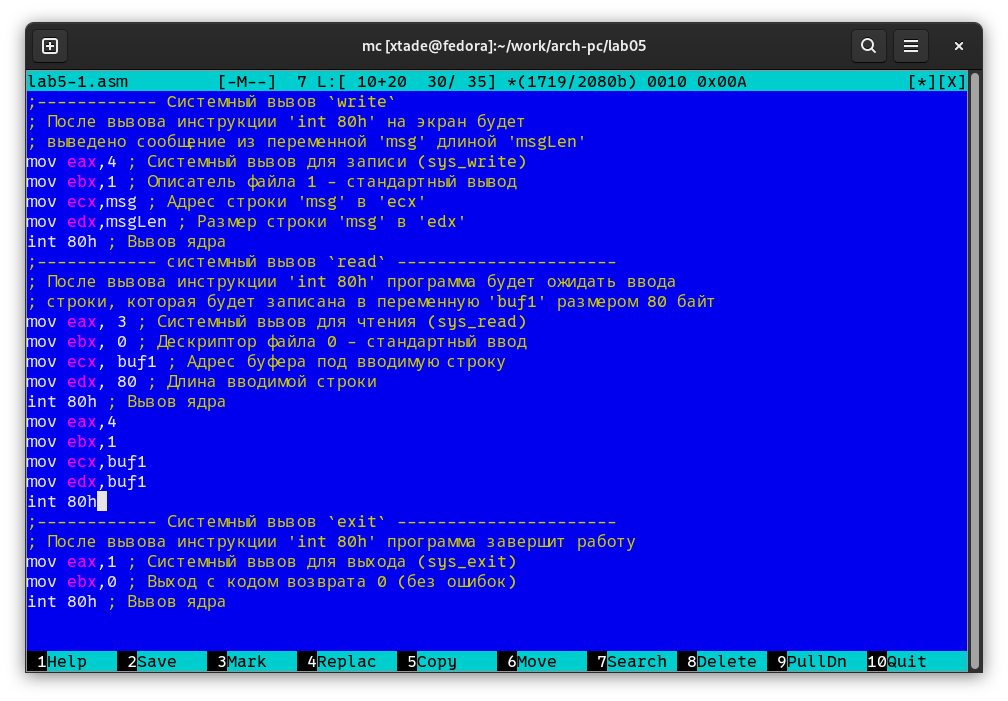 mc [xtade@fedora]:~/work/arch-pc/lab05
lab5-1.asm [-M--] 7 L:[ 10+20 30/ 35] *(1719/2080b) 0010 0x00A [*][X]
;------------ Системный вызов `write`
; После вызова инструкции 'int 80h' на экран будет
; выведено сообщение из переменной 'msg' длиной 'msgLen'
mov eax,4 ; Системный вызов для записи (sys_write)
mov ebx,1 ; Описатель файла 1 - стандартный вывод
mov ecx,msg ; Адрес строки 'msg' в 'ecx'
mov edx,msgLen ; Размер строки 'msg' в 'edx'
int 80h ; Вызов ядра
;------------ системный вызов `read` ----------------------
; После вызова инструкции 'int 80h' программа будет ожидать ввода
; строки, которая будет записана в переменную 'buf1' размером 80 байт
mov eax, 3 ; Системный вызов для чтения (sys_read)
mov ebx, 0 ; Дескриптор файла 0 - стандартный ввод
mov ecx, buf1 ; Адрес буфера под вводимую строку
mov edx, 80 ; Длина вводимой строки
int 80h ; Вызов ядра
mov eax,4
mov ebx,1
mov ecx,buf1
mov edx,buf1
int 80h
;------------ Системный вызов `exit` ----------------------
; После вызова инструкции 'int 80h' программа завершит работу
mov eax,1 ; Системный вызов для выхода (sys_exit)
mov ebx,0 ; Выход с кодом возврата 0 (без ошибок)
int 80h ; Вызов ядра
1Help 2Save 3Mark 4Replac 5Copy 6Move 7Search 8Delete 9PullDn 10Quit